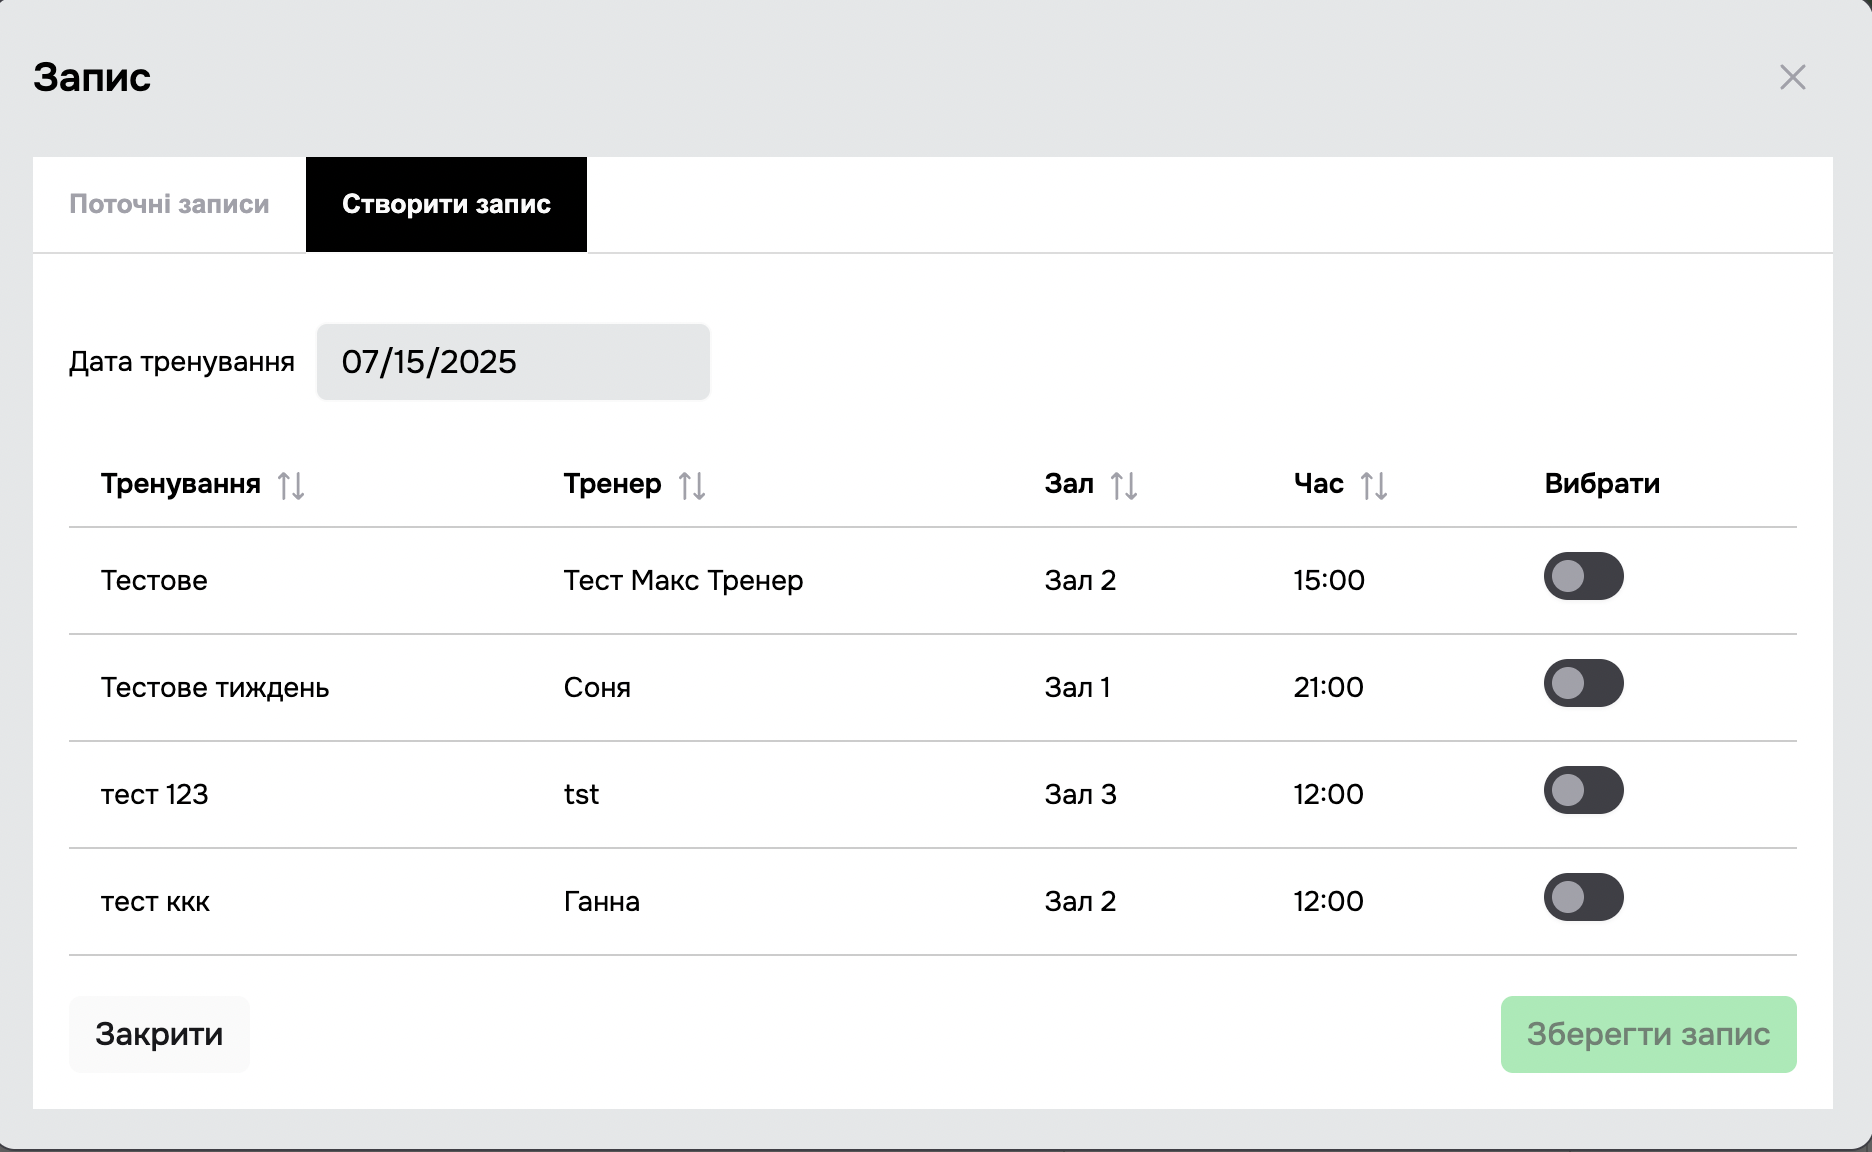 Запис
Поточні записи Створити запис
Дата тренування 07/15/2025
Тренування Тренер Зал Час Вибрати
Тестове Тест Макс Тренер Зал 2 15:00
Тестове тиждень Соня Зал 1 21:00
тест 123 tst Зал 3 12:00
тест ккк Ганна Зал 2 12:00
Закрити Зберегти запис